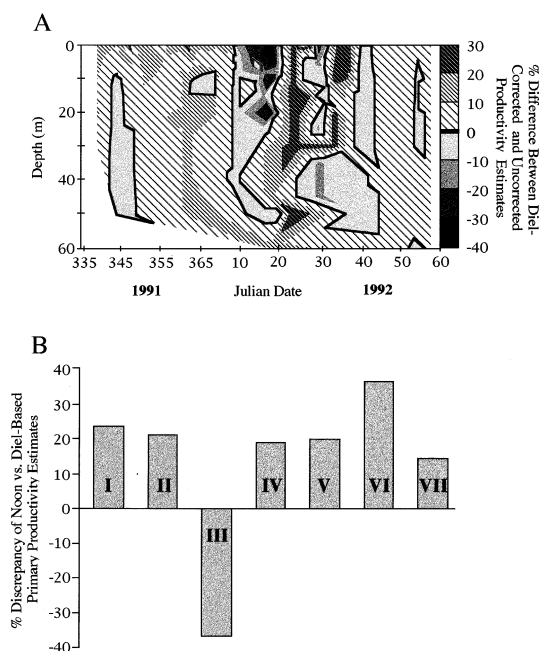 A
0
20
40
60
Depth (m)
335 345 355 365 10 20 30 40 50 60
1991 Julian Date 1992
30
20
10
0
-10
-20
-30
-40
% Difference Between Diel-
Corrected and Uncorrected
Productivity Estimates
B
40
30
20
10
0
-10
-20
-30
-40
% Discrepancy of Noon vs. Diel-Based
Primary Productivity Estimates
I II III IV V VI VII